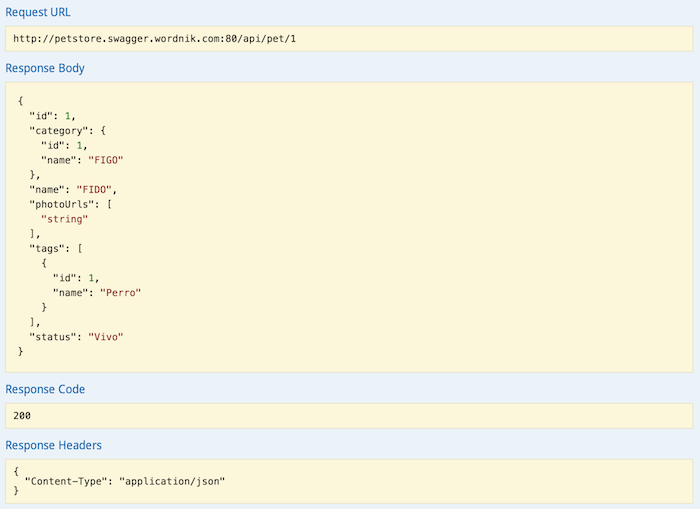 Request URL
http://petstore.swagger.wordnik.com:80/api/pet/1
Response Body
{
  "id": 1,
  "category": {
    "id": 1,
    "name": "FIGO"
  },
  "name": "FIDO",
  "photoUrls": [
    "string"
  ],
  "tags": [
    {
      "id": 1,
      "name": "Perro"
    }
  ],
  "status": "Vivo"
}
Response Code
200
Response Headers
{
  "Content-Type": "application/json"
}